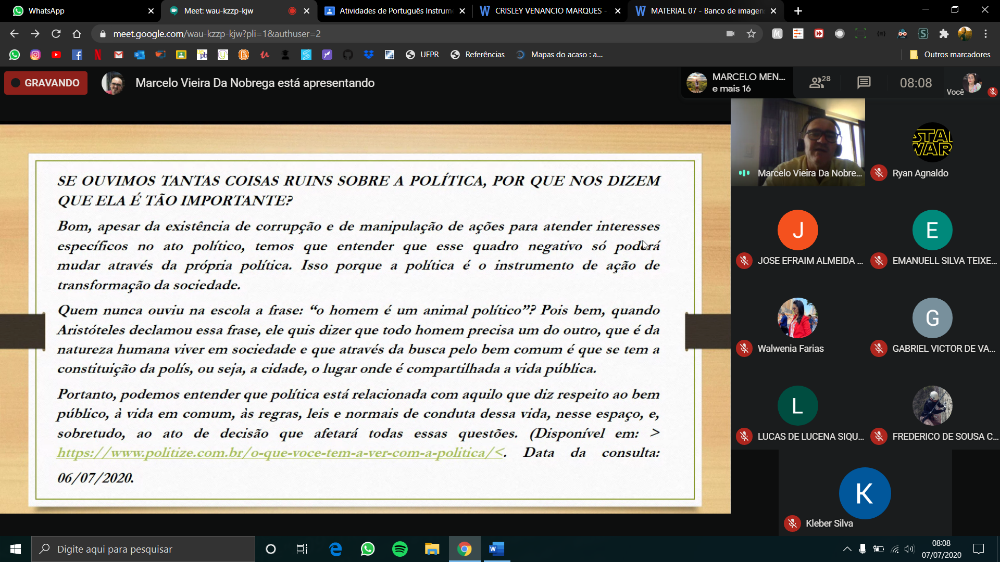 WhatsApp
Meet: wau-kzzp-kjw
Atividades de Português Instrum
CRISLEY VENANCIO MARQUES -
MATERIAL 07 - Banco de imagen
meet.google.com/wau-kzzp-kjw?pli=1&authuser=2
UFPR
Referências
Mapas do acaso : a...
Outros marcadores
GRAVANDO
Marcelo Vieira Da Nobrega está apresentando
MARCELO MEN...
e mais 16
28
08:08
Você
SE OUVIMOS TANTAS COISAS RUINS SOBRE A POLÍTICA, POR QUE NOS DIZEM
QUE ELA É TÃO IMPORTANTE?
Bom, apesar da existência de corrupção e de manipulação de ações para atender interesses
específicos no ato político, temos que entender que esse quadro negativo só poderá
mudar através da própria política. Isso porque a política é o instrumento de ação de
transformação da sociedade.
Quem nunca ouviu na escola a frase: “o homem é um animal político”? Pois bem, quando
Aristóteles declamou essa frase, ele quis dizer que todo homem precisa um do outro, que é da
natureza humana viver em sociedade e que através da busca pelo bem comum é que se tem a
constituição da polís, ou seja, a cidade, o lugar onde é compartilhada a vida pública.
Portanto, podemos entender que política está relacionada com aquilo que diz respeito ao bem
público, à vida em comum, às regras, leis e normais de conduta dessa vida, nesse espaço, e,
sobretudo, ao ato de decisão que afetará todas essas questões. (Disponível em: >
https://www.politize.com.br/o-que-voce-tem-a-ver-com-a-politica/<. Data da consulta:
06/07/2020.
Marcelo Vieira Da Nobre...
STAR WARS
Ryan Agnaldo
J
JOSE EFRAIM ALMEIDA ...
E
EMANUELL SILVA TEIXE...
Walwenia Farias
G
GABRIEL VICTOR DE VA...
L
LUCAS DE LUCENA SIQU...
FREDERICO DE SOUSA C...
K
Kleber Silva
Digite aqui para pesquisar
08:08
07/07/2020